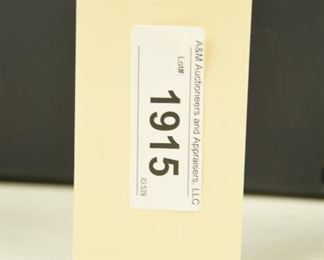 A&M Auctioneers and Appraisers, LLC
Lot#:
1915